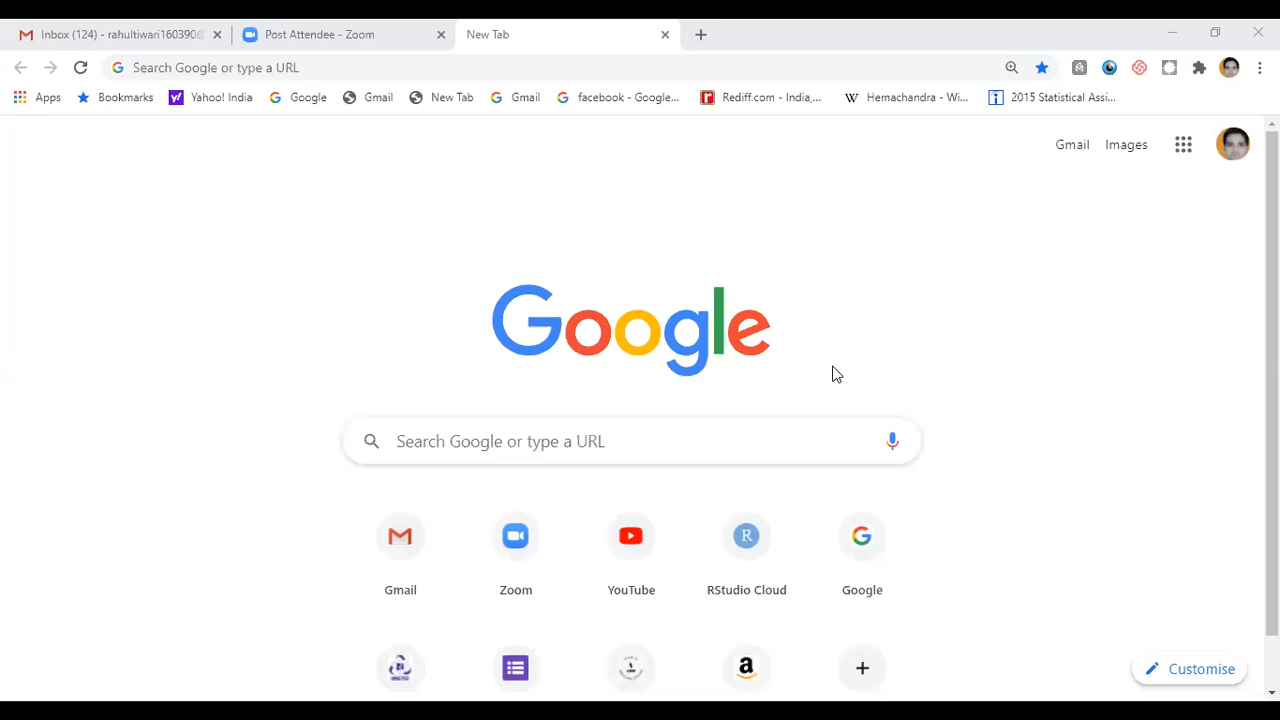 Inbox (124) - rahultiwari160390@
Post Attendee - Zoom
New Tab
Search Google or type a URL
Apps
Bookmarks
Yahoo! India
Google
Gmail
New Tab
Gmail
facebook - Google...
Rediff.com - India,...
Hemachandra - Wi...
2015 Statistical Assi...
Gmail
Images
Google
Search Google or type a URL
Gmail
Zoom
YouTube
RStudio Cloud
Google
Customise